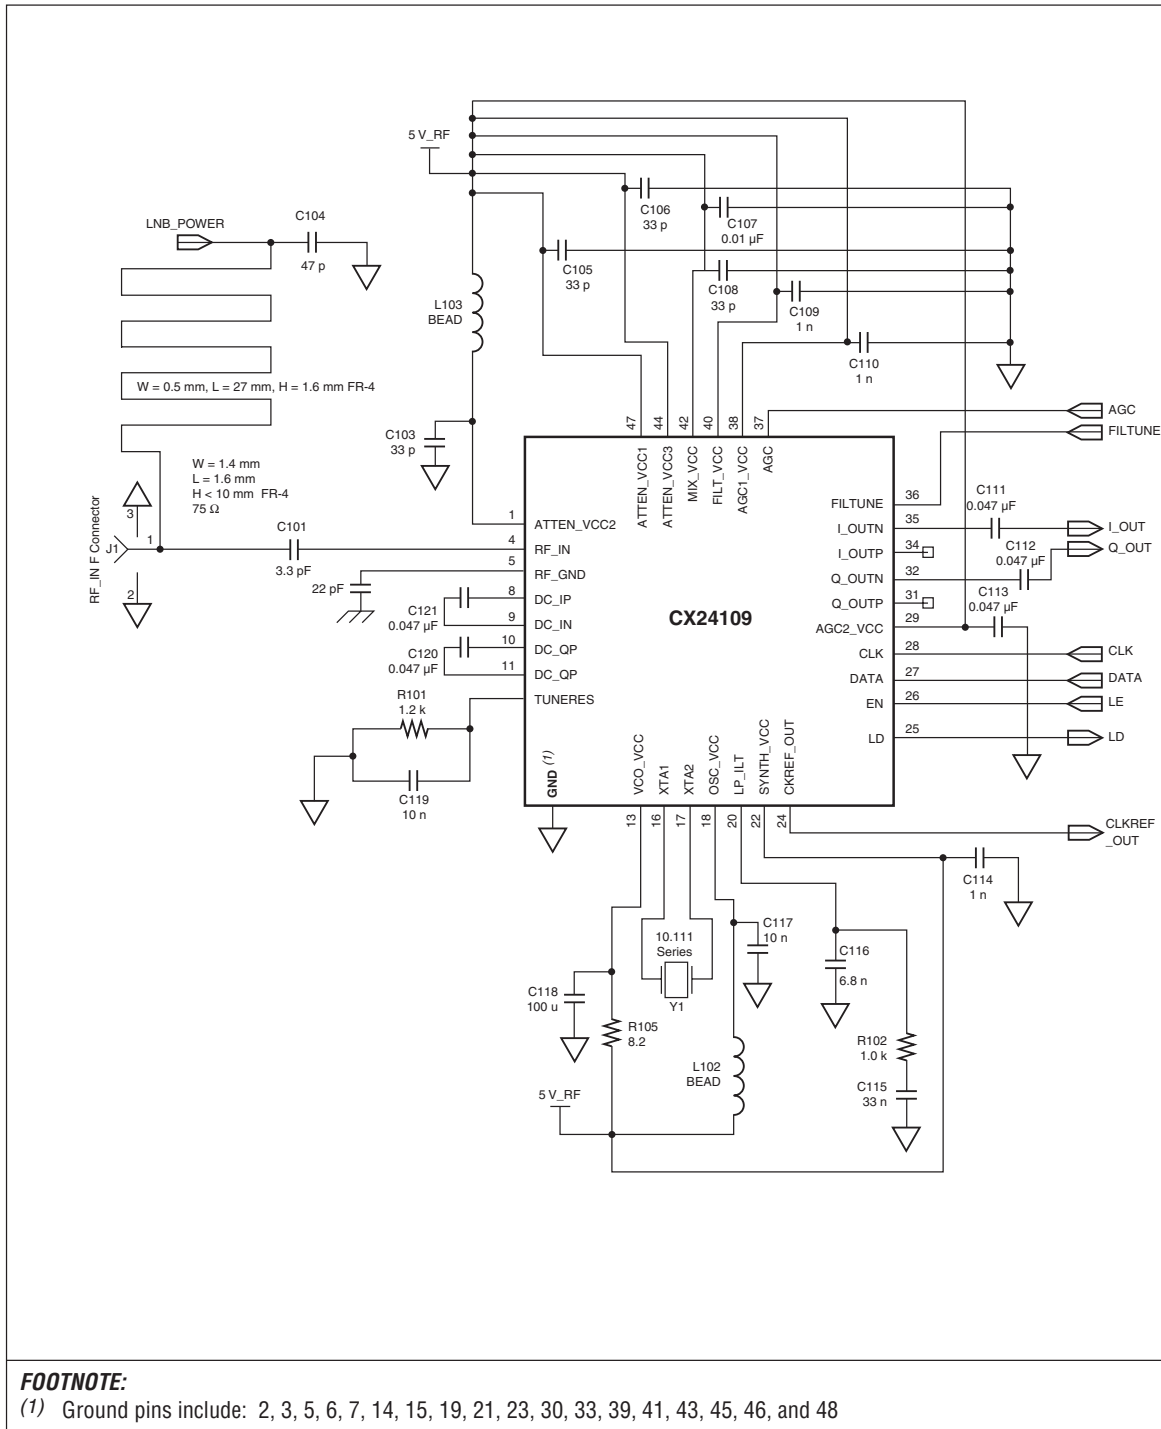 5 V_RF
LNB_POWER
C104
47 p
C106
33 p
C107
0.01 µF
C105
33 p
C108
33 p
C109
1 n
C110
1 n
L103
BEAD
W = 0.5 mm, L = 27 mm, H = 1.6 mm FR-4
C103
33 p
W = 1.4 mm
L = 1.6 mm
H < 10 mm FR-4
75 Ω
RF_IN F Connector
3
J1
1
2
C101
3.3 pF
22 pF
C121
0.047 µF
C120
0.047 µF
R101
1.2 k
C119
10 n
47
44
42
40
38
37
ATTEN_VCC1
ATTEN_VCC3
MIX_VCC
FILT_VCC
AGC1_VCC
AGC
1
ATTEN_VCC2
4
RF_IN
5
RF_GND
8
DC_IP
9
DC_IN
10
DC_QP
11
DC_QP
TUNERES
CX24109
FILTUNE
36
I_OUTN
35
I_OUTP
34
Q_OUTN
32
Q_OUTP
31
AGC2_VCC
29
CLK
28
DATA
27
EN
26
LD
25
AGC
FILTUNE
C111
0.047 µF
I_OUT
C112
0.047 µF
Q_OUT
C113
0.047 µF
CLK
DATA
LE
LD
GND (1)
VCO_VCC
XTA1
XTA2
OSC_VCC
LP_ILT
SYNTH_VCC
CKREF_OUT
13
16
17
18
20
22
24
CLKREF
_OUT
C114
1 n
C117
10 n
10.111
Series
Y1
C116
6.8 n
C118
100 u
R105
8.2
L102
BEAD
R102
1.0 k
C115
33 n
5 V_RF
FOOTNOTE:
(1) Ground pins include: 2, 3, 5, 6, 7, 14, 15, 19, 21, 23, 30, 33, 39, 41, 43, 45, 46, and 48